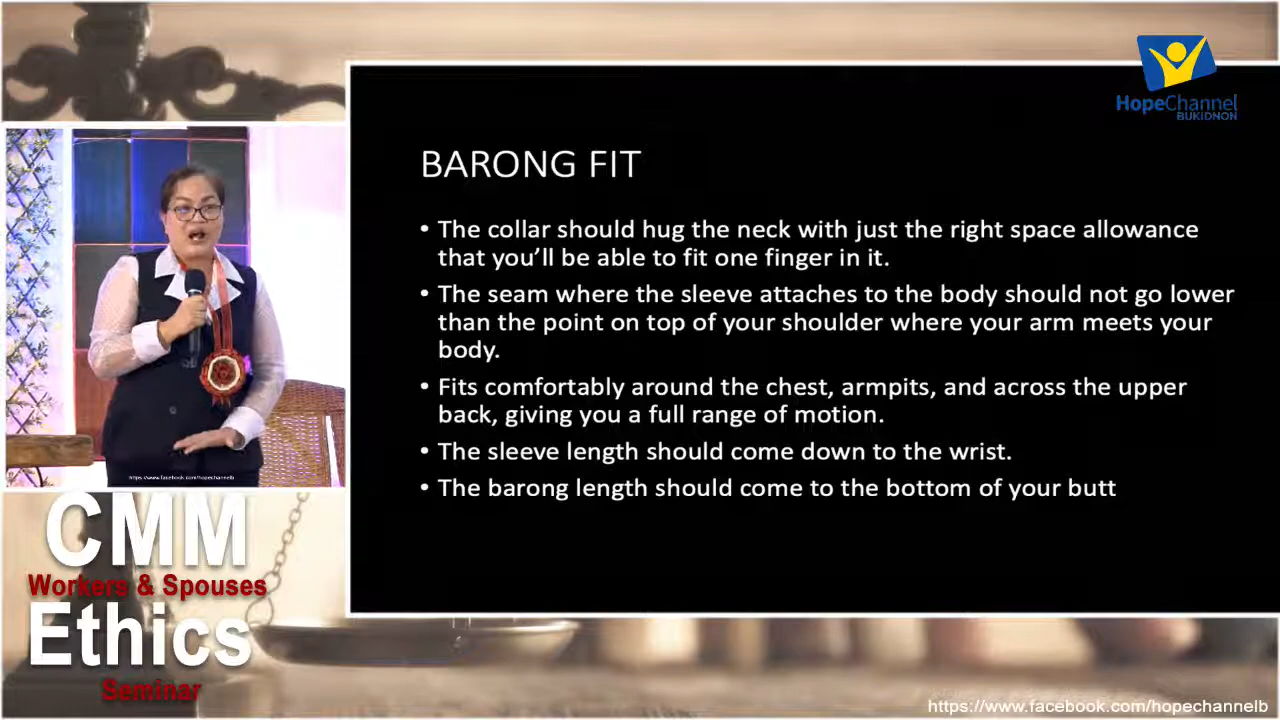 HopeChannel
BUKIDNON
BARONG FIT
• The collar should hug the neck with just the right space allowance
that you’ll be able to fit one finger in it.
• The seam where the sleeve attaches to the body should not go lower
than the point on top of your shoulder where your arm meets your
body.
• Fits comfortably around the chest, armpits, and across the upper
back, giving you a full range of motion.
• The sleeve length should come down to the wrist.
• The barong length should come to the bottom of your butt
https://www.facebook.com/hopechannelb
CMM
Workers & Spouses
Ethics
Seminar
https://www.facebook.com/hopechannelb